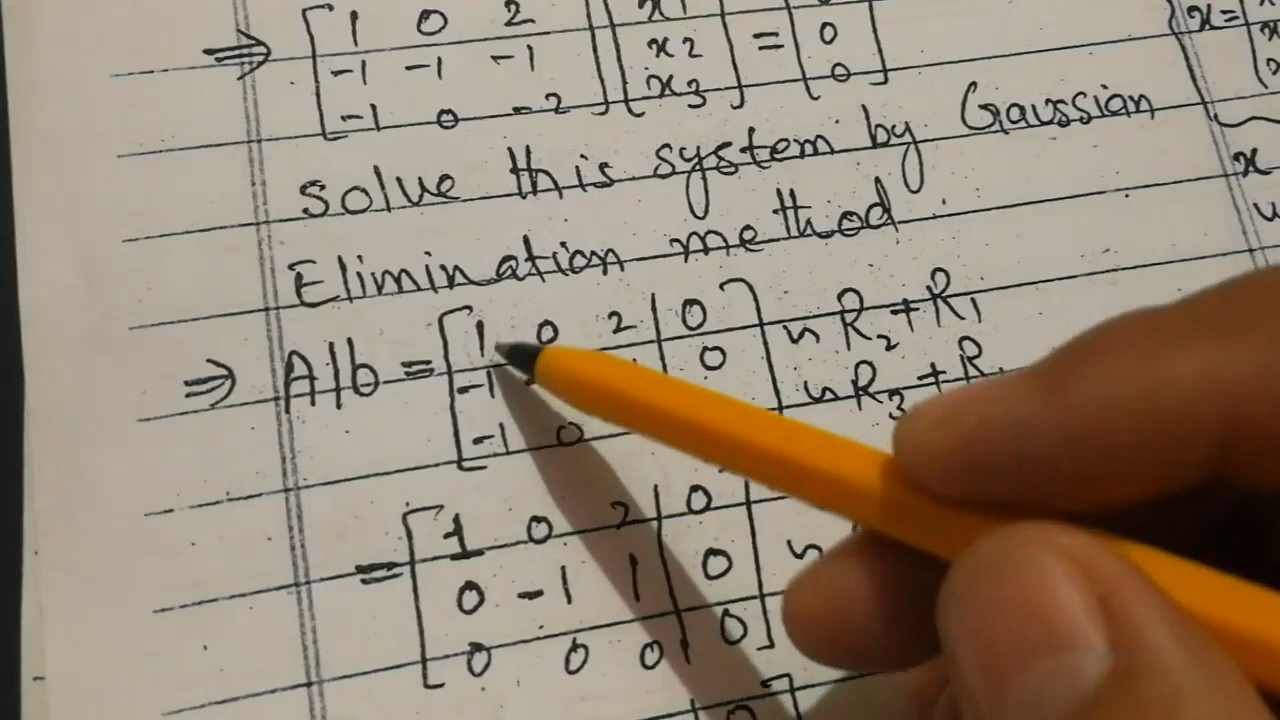 ⇒ [1 0 2
-1 -1 -1
-1 0 -2] [x1
x2
x3] = [0
0
0]
x=
solve this system by Gaussian
Elimination method.
x
⇒ A|b = [1 0 2 | 0] ~ R2 + R1
-1 | 0 ~ R3 + R
-1 0
= [1 0 2 | 0
0 -1 1 | 0 ~
0 0 0 | 0]
0